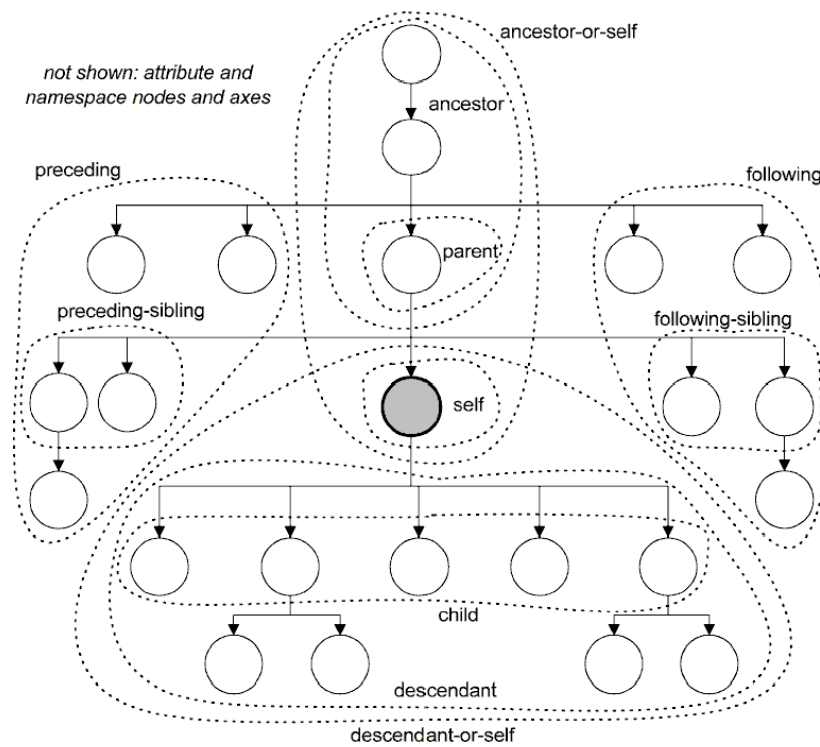 ancestor-or-self
not shown: attribute and
namespace nodes and axes
ancestor
preceding
following
parent
preceding-sibling
following-sibling
self
child
descendant
descendant-or-self